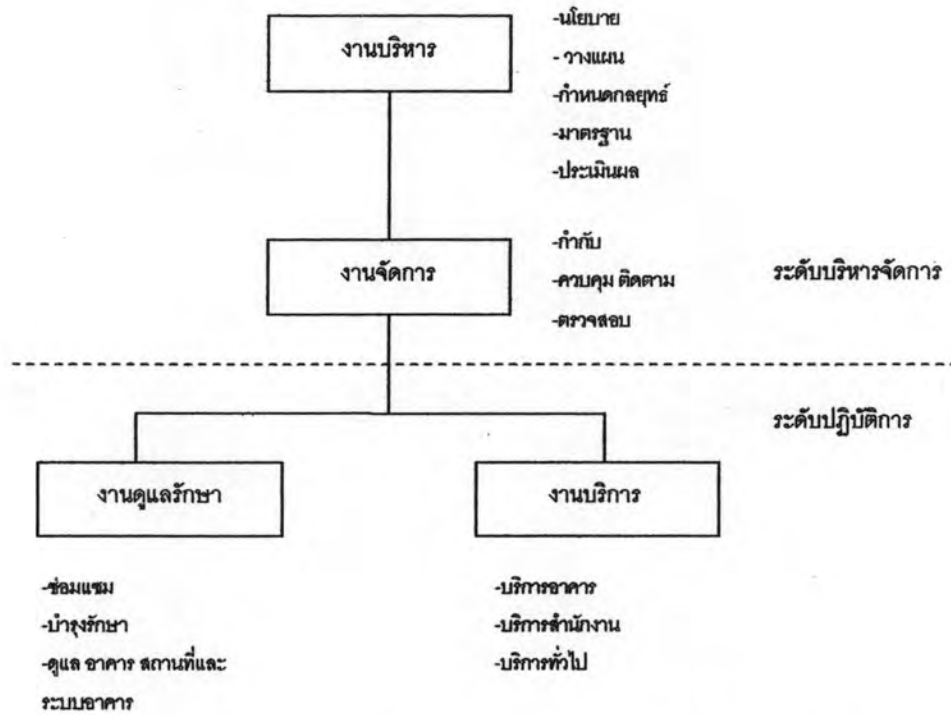 งานบริหาร
-นโยบาย
- วางแผน
-กำหนดกลยุทธ์
-มาตรฐาน
-ประเมินผล
งานจัดการ
-กำกับ
-ควบคุม ติดตาม
-ตรวจสอบ
ระดับบริหารจัดการ
ระดับปฏิบัติการ
งานดูแลรักษา
-ซ่อมแซม
-บำรุงรักษา
-ดูแล อาคาร สถานที่และ
ระบบอาคาร
งานบริการ
-บริการอาคาร
-บริการสำนักงาน
-บริการทั่วไป